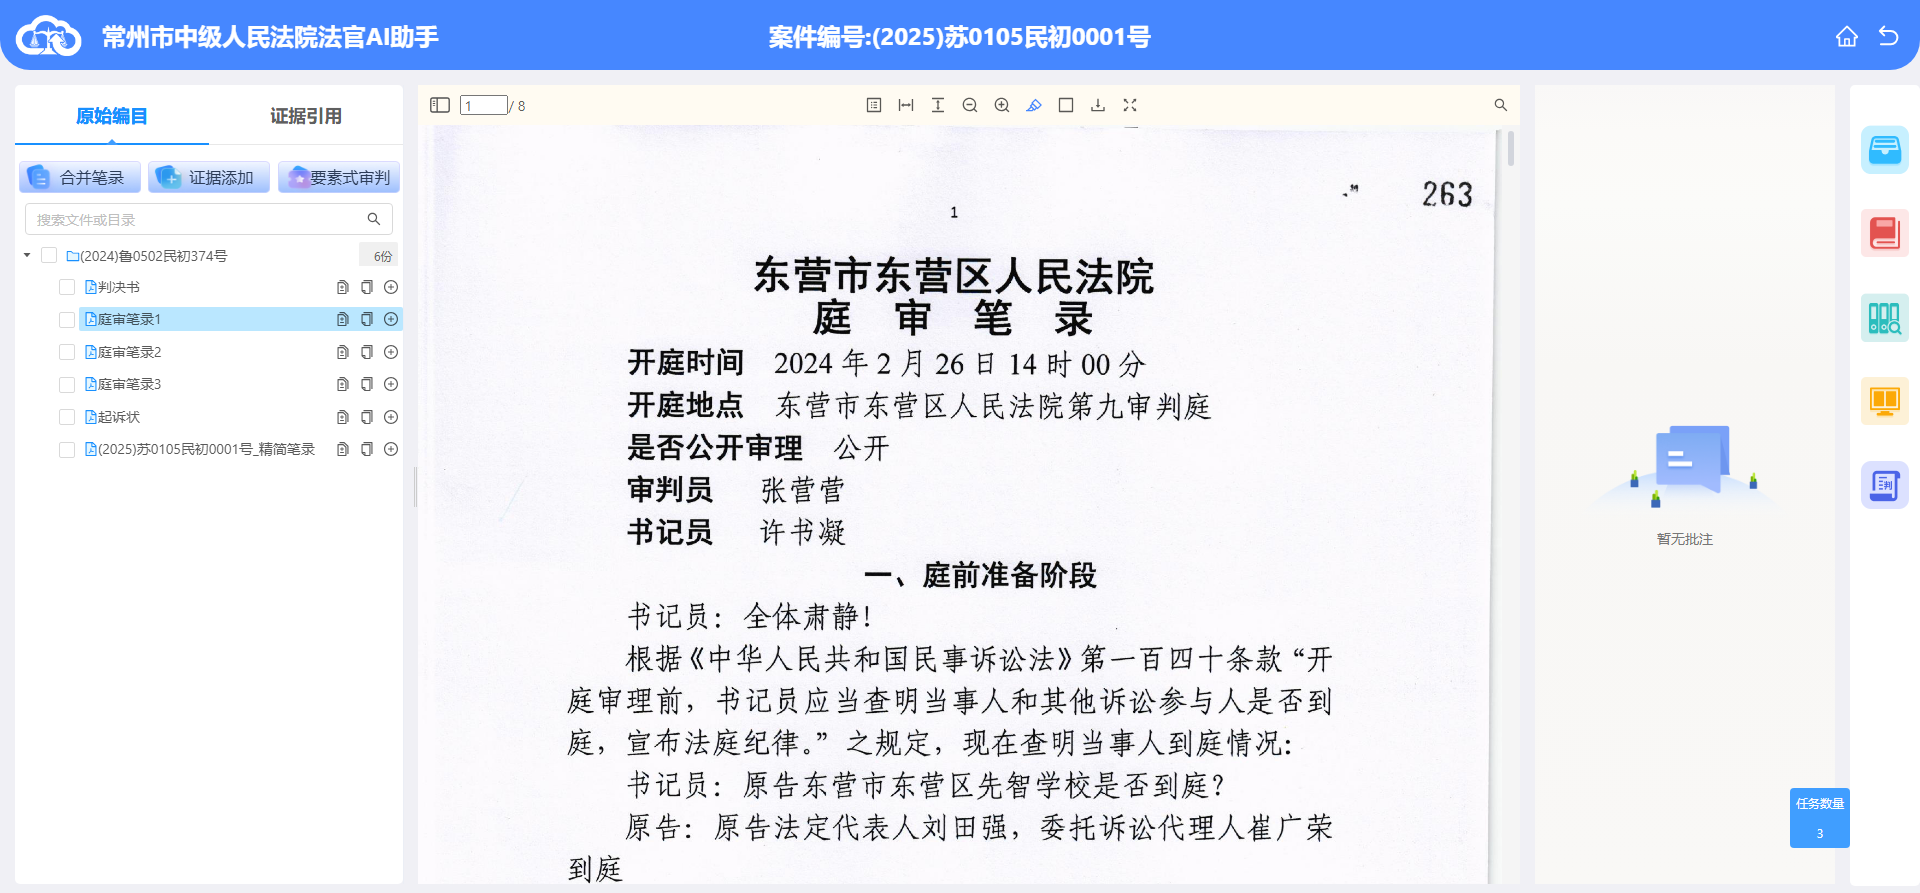 常州市中级人民法院法官AI助手
案件编号:(2025)苏0105民初0001号
原始编目
证据引用
合并笔录
证据添加
要素式审判
搜索文件或目录
(2024)鲁0502民初374号
6份
判决书
庭审笔录1
庭审笔录2
庭审笔录3
起诉状
(2025)苏0105民初0001号_精简笔录
1 / 8
263
1
东营市东营区人民法院
庭 审 笔 录
开庭时间 2024 年 2 月 26 日 14 时 00 分
开庭地点 东营市东营区人民法院第九审判庭
是否公开审理 公开
审判员 张营营
书记员 许书凝
一、庭前准备阶段
书记员：全体肃静！
根据《中华人民共和国民事诉讼法》第一百四十条款“开
庭审理前，书记员应当查明当事人和其他诉讼参与人是否到
庭，宣布法庭纪律。”之规定，现在查明当事人到庭情况：
书记员：原告东营市东营区先智学校是否到庭？
原告：原告法定代表人刘田强，委托诉讼代理人崔广荣
到庭
暂无批注
判
任务数量
3